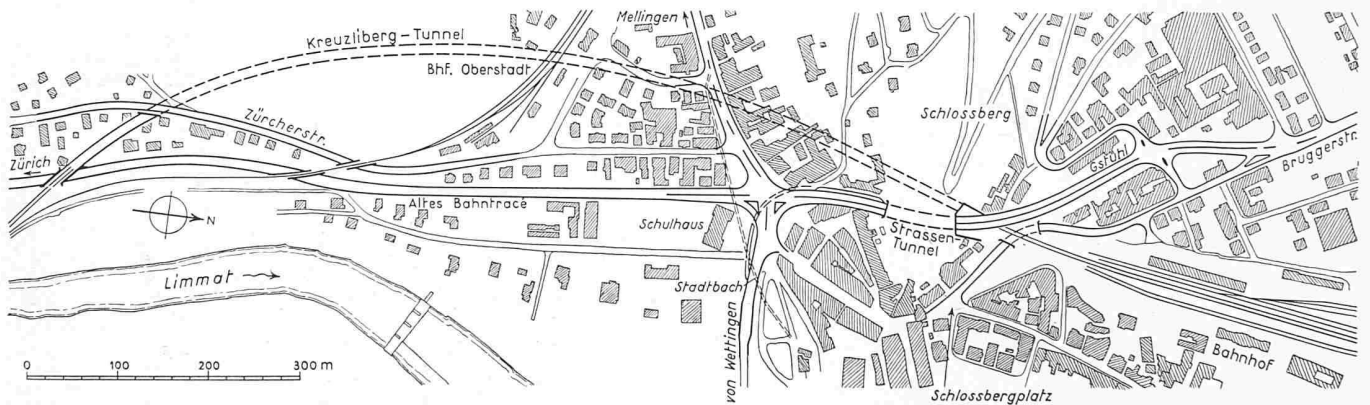 Mellingen
Kreuzliberg-Tunnel
Bhf. Oberstadt
Zürcherstr.
Zürich
N
Altes Bahntracé
Schulhaus
Limmat
Stadtbach
von Wettingen
Schlossberg
Gstühl
Bruggerstr.
Strassen-
Tunnel
Bahnhof
Schlossbergplatz
0 100 200 300 m